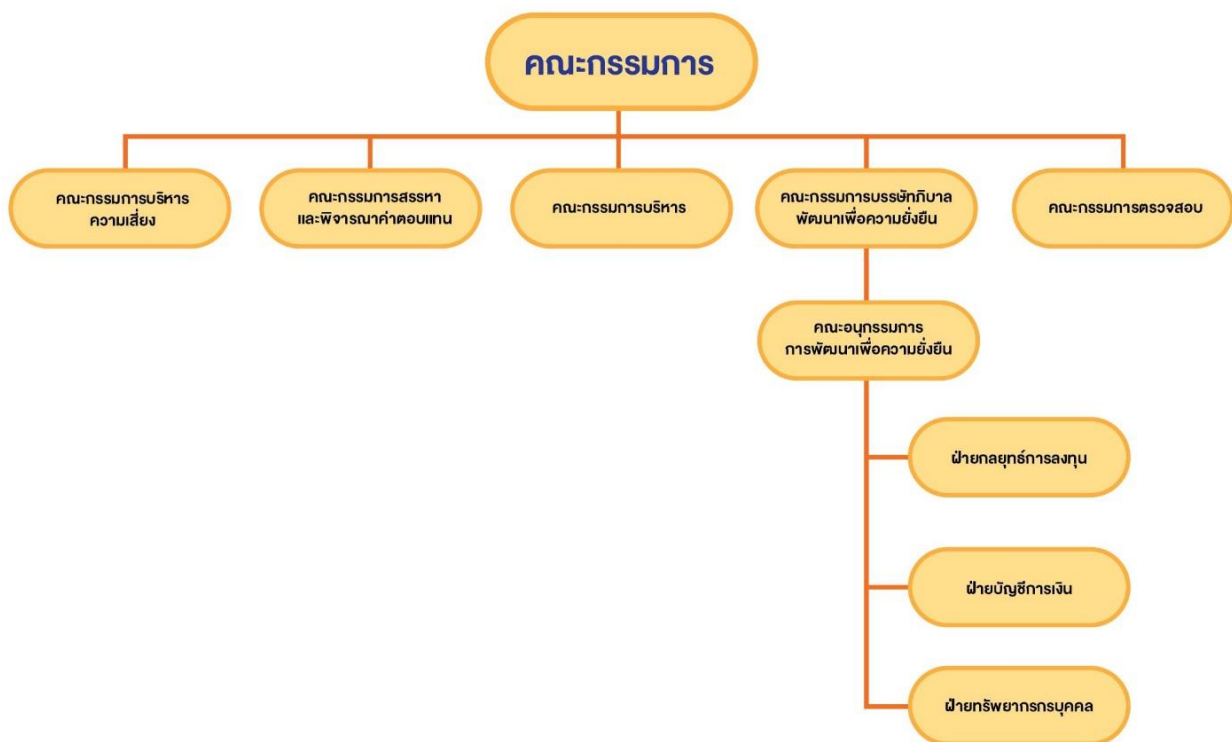 คณะกรรมการ
คณะกรรมการบริหาร
ความเสี่ยง
คณะกรรมการสรรหา
และพิจารณาค่าตอบแทน
คณะกรรมการบริหาร
คณะกรรมการบรรษัทภิบาล
พัฒนาเพื่อความยั่งยืน
คณะกรรมการตรวจสอบ
คณะอนุกรรมการ
การพัฒนาเพื่อความยั่งยืน
ฝ่ายกลยุทธ์การลงทุน
ฝ่ายบัญชีการเงิน
ฝ่ายทรัพยากรบุคคล